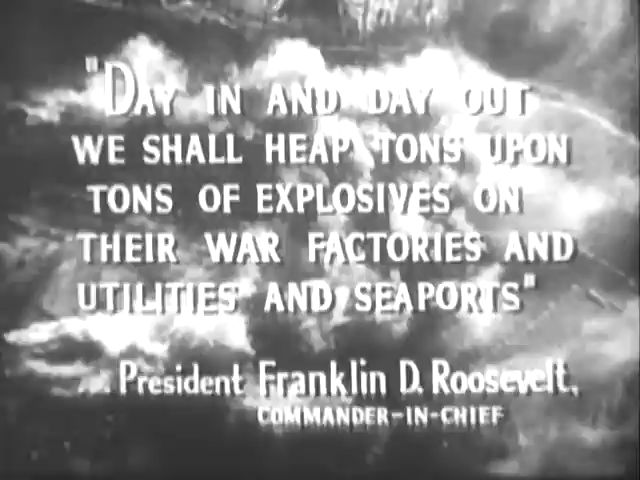 "DAY IN AND DAY OUT
WE SHALL HEAP TONS UPON
TONS OF EXPLOSIVES ON
THEIR WAR FACTORIES AND
UTILITIES AND SEAPORTS"
... President Franklin D. Roosevelt.
COMMANDER-IN-CHIEF